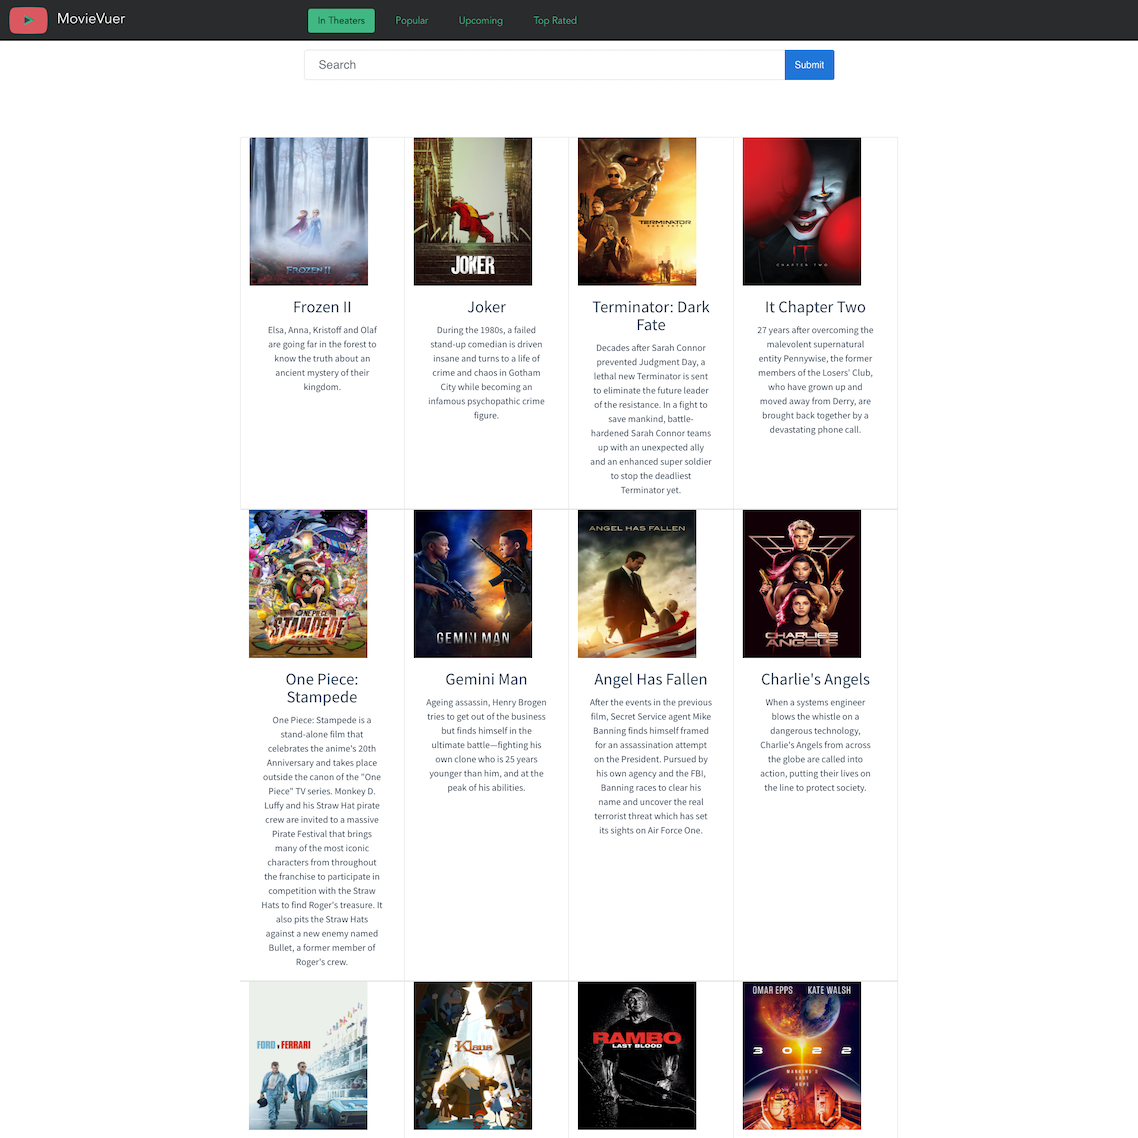 MovieVuer
In Theaters
Popular
Upcoming
Top Rated
Search
Submit
FROZEN II
JOKER
TERMINATOR
DARK FATE
IT
CHAPTER TWO
Frozen II
Elsa, Anna, Kristoff and Olaf
are going far in the forest to
know the truth about an
ancient mystery of their
kingdom.
Joker
During the 1980s, a failed
stand-up comedian is driven
insane and turns to a life of
crime and chaos in Gotham
City while becoming an
infamous psychopathic crime
figure.
Terminator: Dark
Fate
Decades after Sarah Connor
prevented Judgment Day, a
lethal new Terminator is sent
to eliminate the future leader
of the resistance. In a fight to
save mankind, battle-
hardened Sarah Connor teams
up with an unexpected ally
and an enhanced super soldier
to stop the deadliest
Terminator yet.
It Chapter Two
27 years after overcoming the
malevolent supernatural
entity Pennywise, the former
members of the Losers' Club,
who have grown up and
moved away from Derry, are
brought back together by a
devastating phone call.
ONE PIECE
STAMPEDE
GEMINI MAN
ANGEL HAS FALLEN
CHARLIE'S
ANGELS
One Piece:
Stampede
One Piece: Stampede is a
stand-alone film that
celebrates the anime's 20th
Anniversary and takes place
outside the canon of the "One
Piece" TV series. Monkey D.
Luffy and his Straw Hat pirate
crew are invited to a massive
Pirate Festival that brings
many of the most iconic
characters from throughout
the franchise to participate in
competition with the Straw
Hats to find Roger's treasure. It
also pits the Straw Hats
against a new enemy named
Bullet, a former member of
Roger's crew.
Gemini Man
Ageing assassin, Henry Brogen
tries to get out of the business
but finds himself in the
ultimate battle—fighting his
own clone who is 25 years
younger than him, and at the
peak of his abilities.
Angel Has Fallen
After the events in the previous
film, Secret Service agent Mike
Banning finds himself framed
for an assassination attempt
on the President. Pursued by
his own agency and the FBI,
Banning races to clear his
name and uncover the real
terrorist threat which has set
its sights on Air Force One.
Charlie's Angels
When a systems engineer
blows the whistle on a
dangerous technology,
Charlie's Angels from across
the globe are called into
action, putting their lives on
the line to protect society.
FORD v FERRARI
Klaus
RAMBO
LAST BLOOD
OMAR EPPS KATE WALSH
3022
MANKIND'S
LAST
HOPE